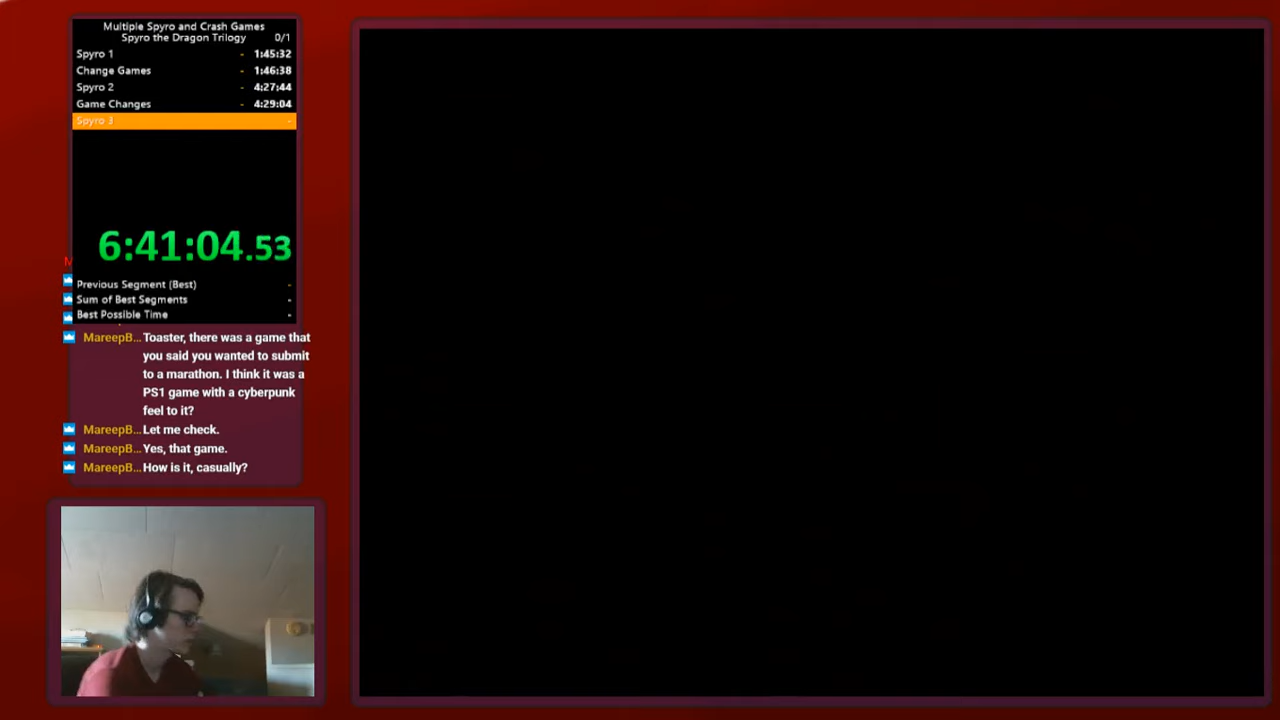 Multiple Spyro and Crash Games
Spyro the Dragon Trilogy 0/1
Spyro 1 - 1:45:32
Change Games - 1:46:38
Spyro 2 - 4:27:44
Game Changes - 4:29:04
Spyro 3 -
6:41:04.53
Previous Segment (Best) -
Sum of Best Segments -
Best Possible Time -
MareepB... Toaster, there was a game that
you said you wanted to submit
to a marathon. I think it was a
PS1 game with a cyberpunk
feel to it?
MareepB... Let me check.
MareepB... Yes, that game.
MareepB... How is it, casually?